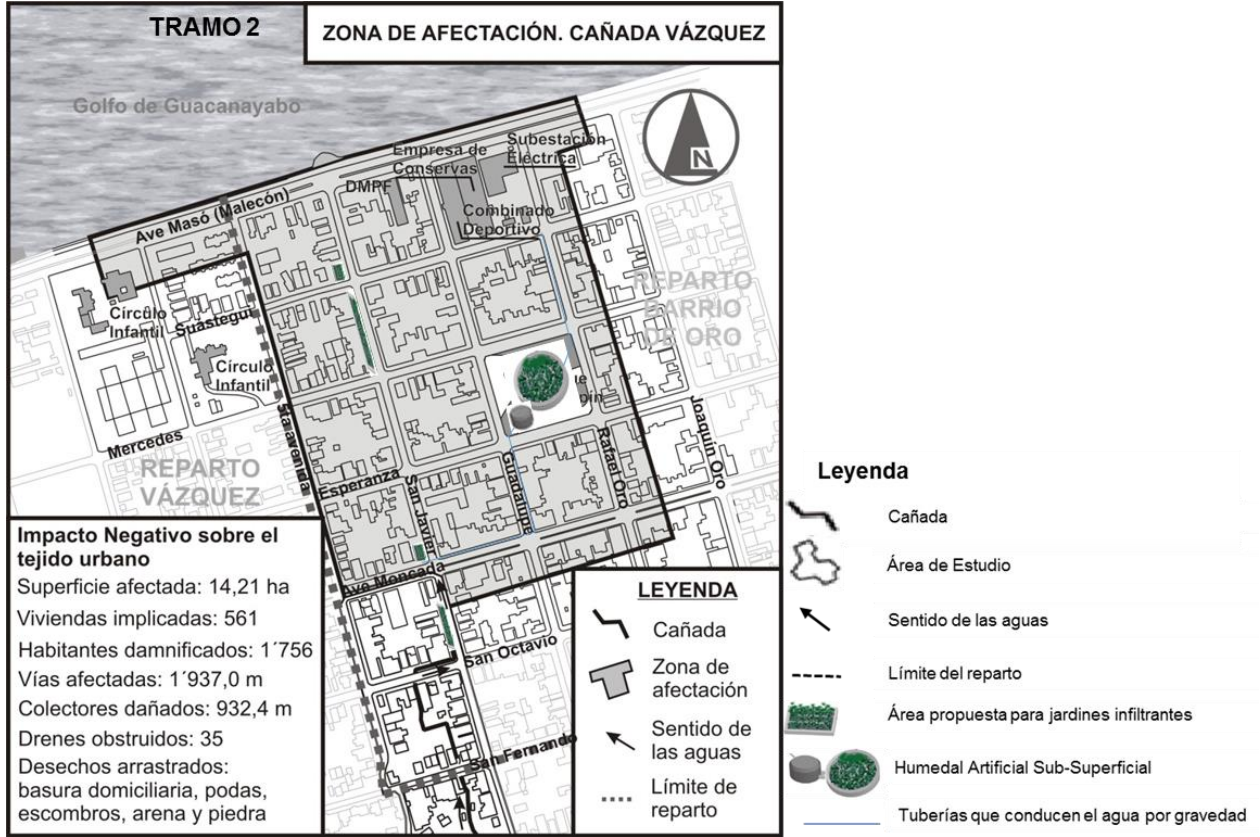 TRAMO 2
ZONA DE AFECTACIÓN. CAÑADA VÁZQUEZ
Golfo de Guacanayabo
N
Empresa de
Conservas
Subestación
Eléctrica
DMPF
Combinado
Deportivo
Ave Masó (Malecón)
Círculo
Infantil
Suástegui
Círculo
Infantil
Mercedes
5ta avenida
REPARTO
VÁZQUEZ
REPARTO
BARRIO
DE ORO
Joaquín Oro
Rafael Oro
Guadalupe
Esperanza
San Javier
Ave Moncada
San Octavio
San Fernando
Impacto Negativo sobre el
tejido urbano
Superficie afectada: 14,21 ha
Viviendas implicadas: 561
Habitantes damnificados: 1´756
Vías afectadas: 1´937,0 m
Colectores dañados: 932,4 m
Drenes obstruidos: 35
Desechos arrastrados:
basura domiciliaria, podas,
escombros, arena y piedra
LEYENDA
Cañada
Zona de
afectación
Sentido de
las aguas
Límite de
reparto
Leyenda
Cañada
Área de Estudio
Sentido de las aguas
Límite del reparto
Área propuesta para jardines infiltrantes
Humedal Artificial Sub-Superficial
Tuberías que conducen el agua por gravedad